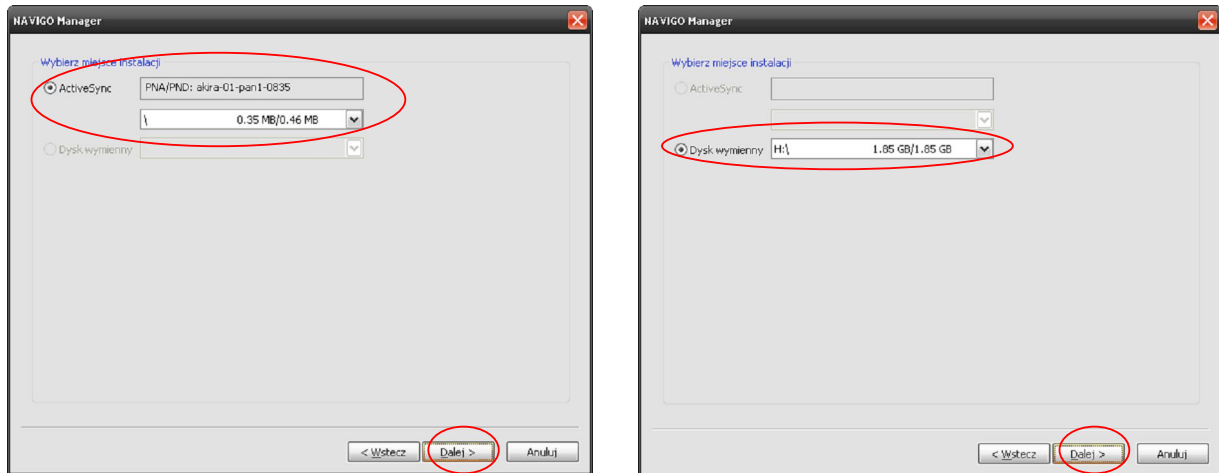 NAVIGO Manager
Wybierz miejsce instalacji
ActiveSync PNA/PND: akira-01-pan1-0835
\ 0.35 MB/0.46 MB
Dysk wymienny
< Wstecz Dalej > Anuluj
NAVIGO Manager
Wybierz miejsce instalacji
ActiveSync
Dysk wymienny H:\ 1.85 GB/1.85 GB
< Wstecz Dalej > Anuluj